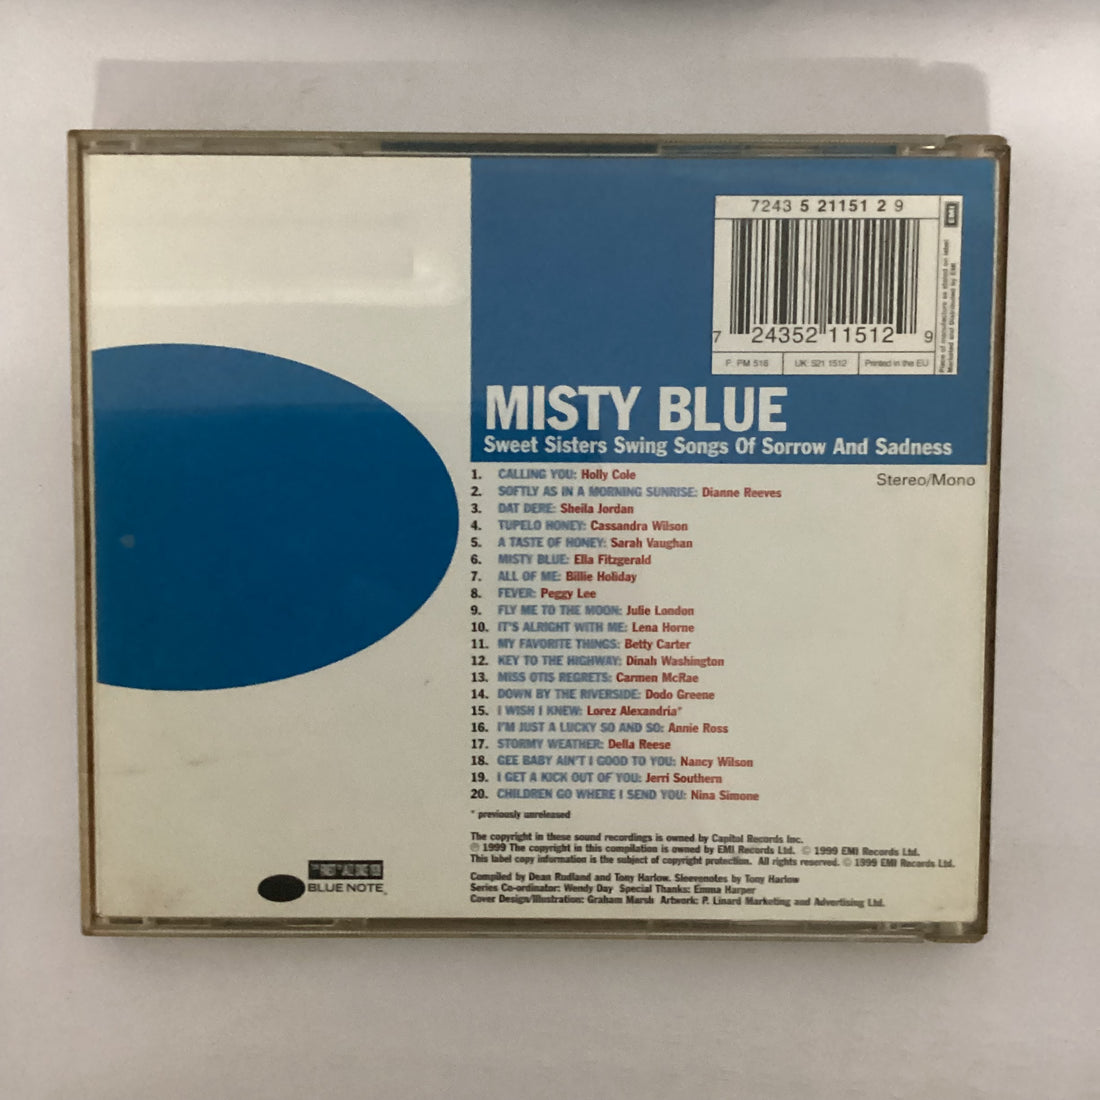 7243 5 21151 2 9
EMI
Place of manufacture as stated on label
Marketed and Distributed by EMI.
7 24352 11512 9
P: PM 516
UK: 521 1512
Printed in the EU
MISTY BLUE
Sweet Sisters Swing Songs Of Sorrow And Sadness
Stereo/Mono
1. CALLING YOU: Holly Cole
2. SOFTLY AS IN A MORNING SUNRISE: Dianne Reeves
3. DAT DERE: Sheila Jordan
4. TUPELO HONEY: Cassandra Wilson
5. A TASTE OF HONEY: Sarah Vaughan
6. MISTY BLUE: Ella Fitzgerald
7. ALL OF ME: Billie Holiday
8. FEVER: Peggy Lee
9. FLY ME TO THE MOON: Julie London
10. IT'S ALRIGHT WITH ME: Lena Horne
11. MY FAVORITE THINGS: Betty Carter
12. KEY TO THE HIGHWAY: Dinah Washington
13. MISS OTIS REGRETS: Carmen McRae
14. DOWN BY THE RIVERSIDE: Dodo Greene
15. I WISH I KNEW: Lorez Alexandria*
16. I'M JUST A LUCKY SO AND SO: Annie Ross
17. STORMY WEATHER: Della Reese
18. GEE BABY AIN'T I GOOD TO YOU: Nancy Wilson
19. I GET A KICK OUT OF YOU: Jerri Southern
20. CHILDREN GO WHERE I SEND YOU: Nina Simone
* previously unreleased
The copyright in these sound recordings is owned by Capitol Records Inc.
℗ 1999 The copyright in this compilation is owned by EMI Records Ltd. © 1999 EMI Records Ltd.
This label copy information is the subject of copyright protection. All rights reserved. © 1999 EMI Records Ltd.
Compiled by Dean Rudland and Tony Harlow. Sleevenotes by Tony Harlow
Series Co-ordinator: Wendy Day Special Thanks: Emma Harper
Cover Design/Illustration: Graham Marsh Artwork: P. Linard Marketing and Advertising Ltd.
BLUE NOTE